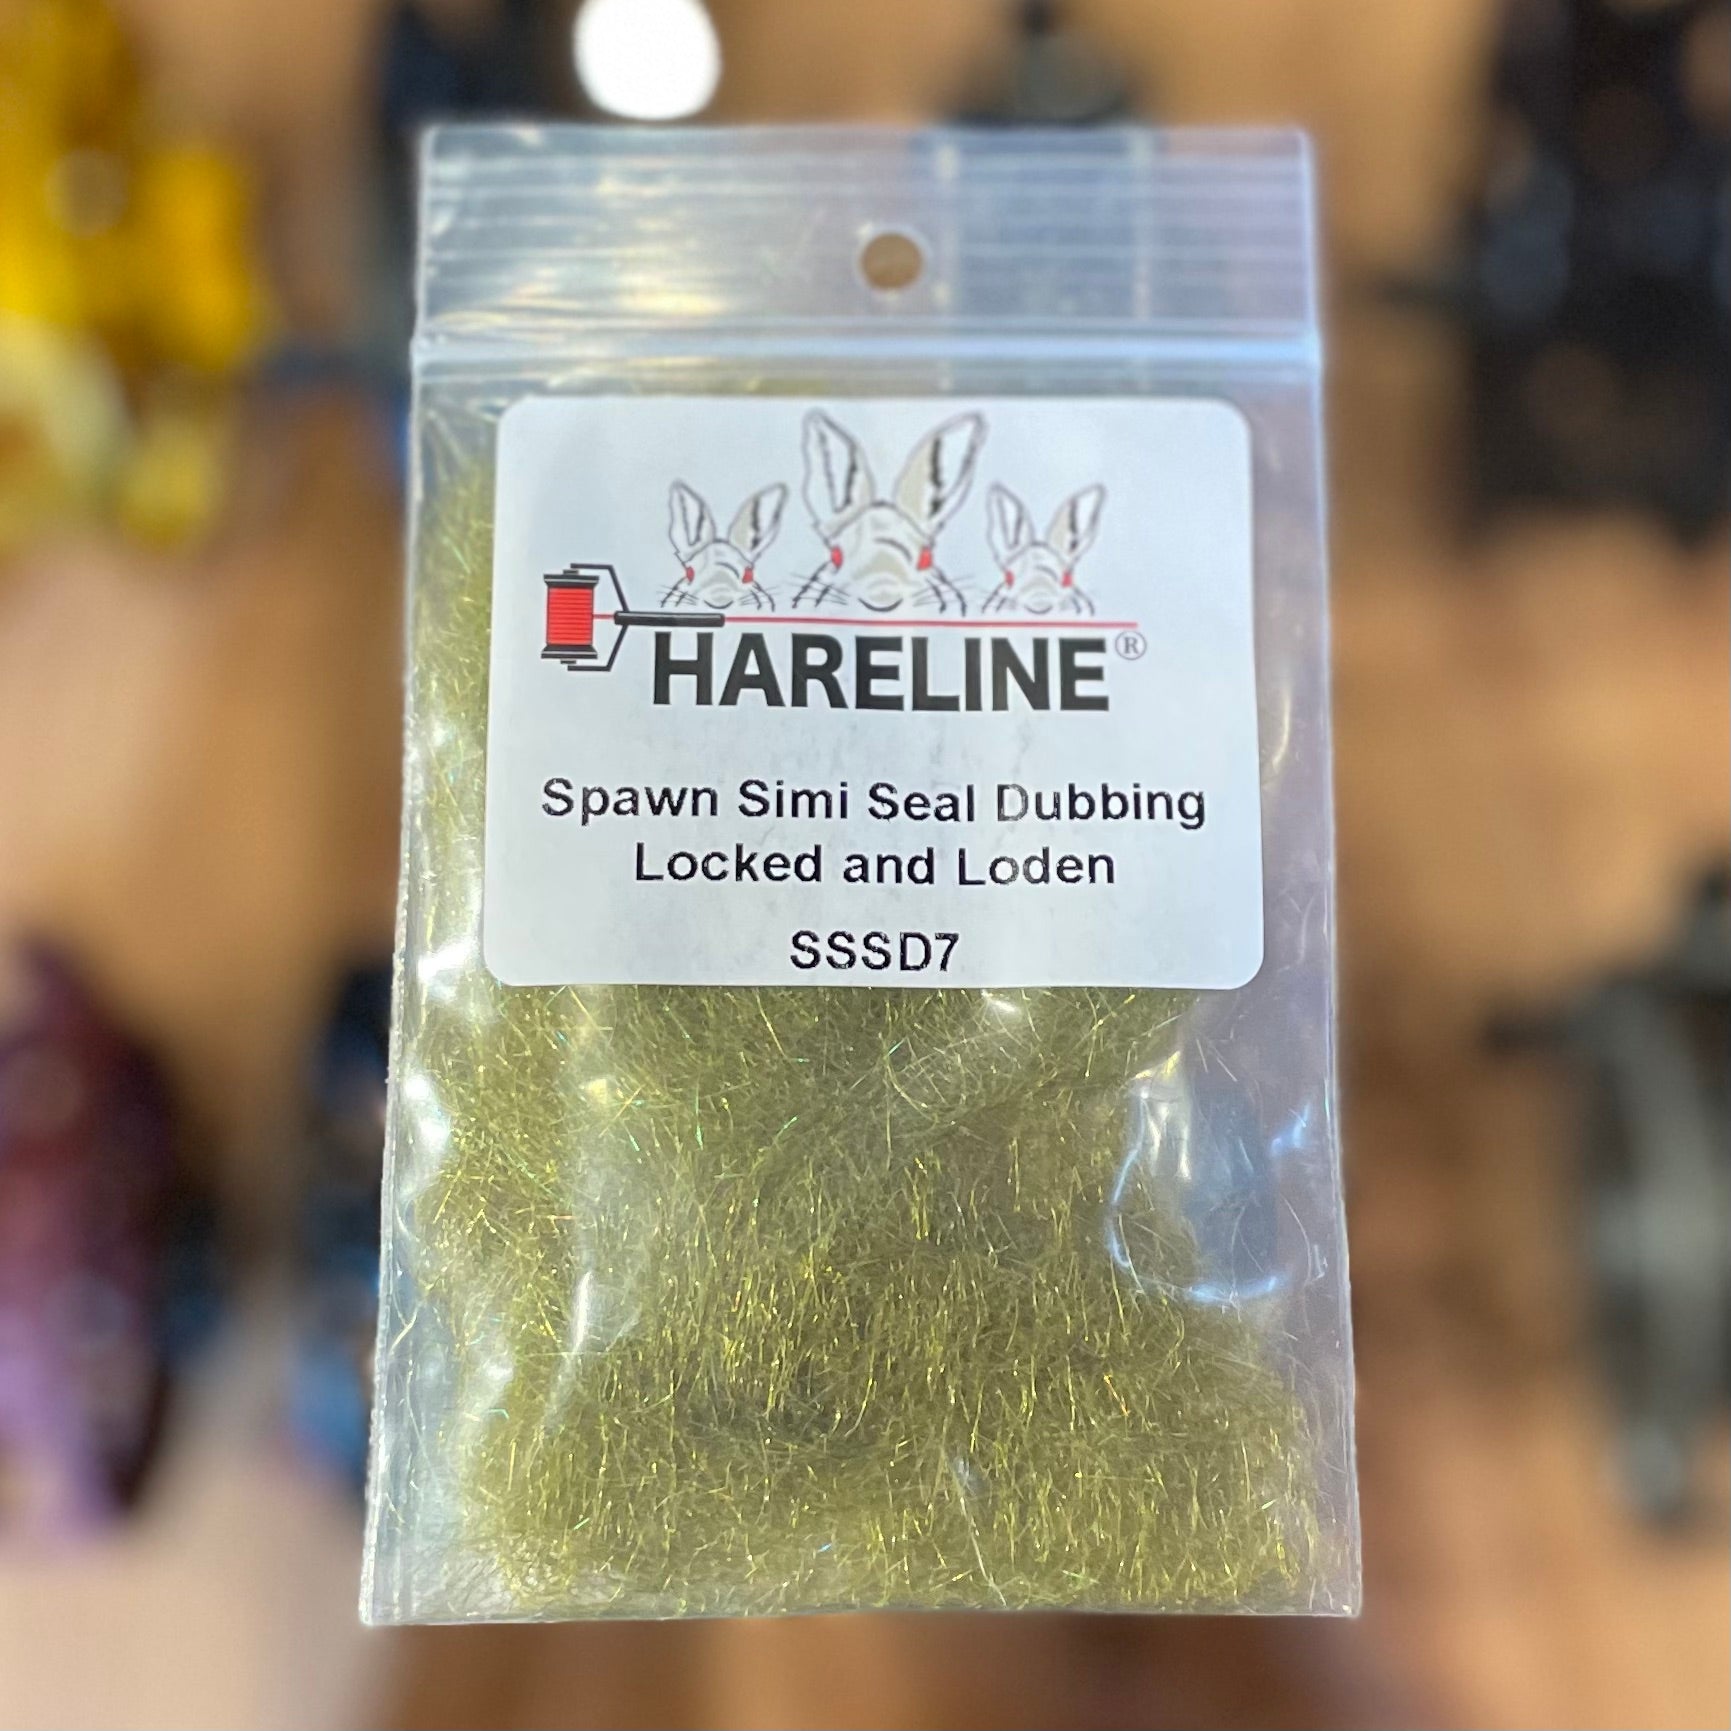 HARELINE®
Spawn Simi Seal Dubbing
Locked and Loden
SSSD7